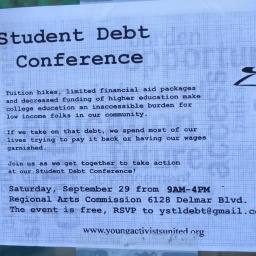 Student Debt
Conference
Tuition hikes, limited financial aid packages
and decreased funding of higher education make
college education an inaccessible burden for
low income folks in our community.
If we take on that debt, we spend most of our
lives trying to pay it back or having our wages
garnished.
Join us as we get together to take action
at our Student Debt Conference!
Saturday, September 29 from 9AM-4PM
Regional Arts Commission 6128 Delmar Blvd.
The event is free, RSVP to ystldebt@gmail.c
www.youngactivistsunited.org